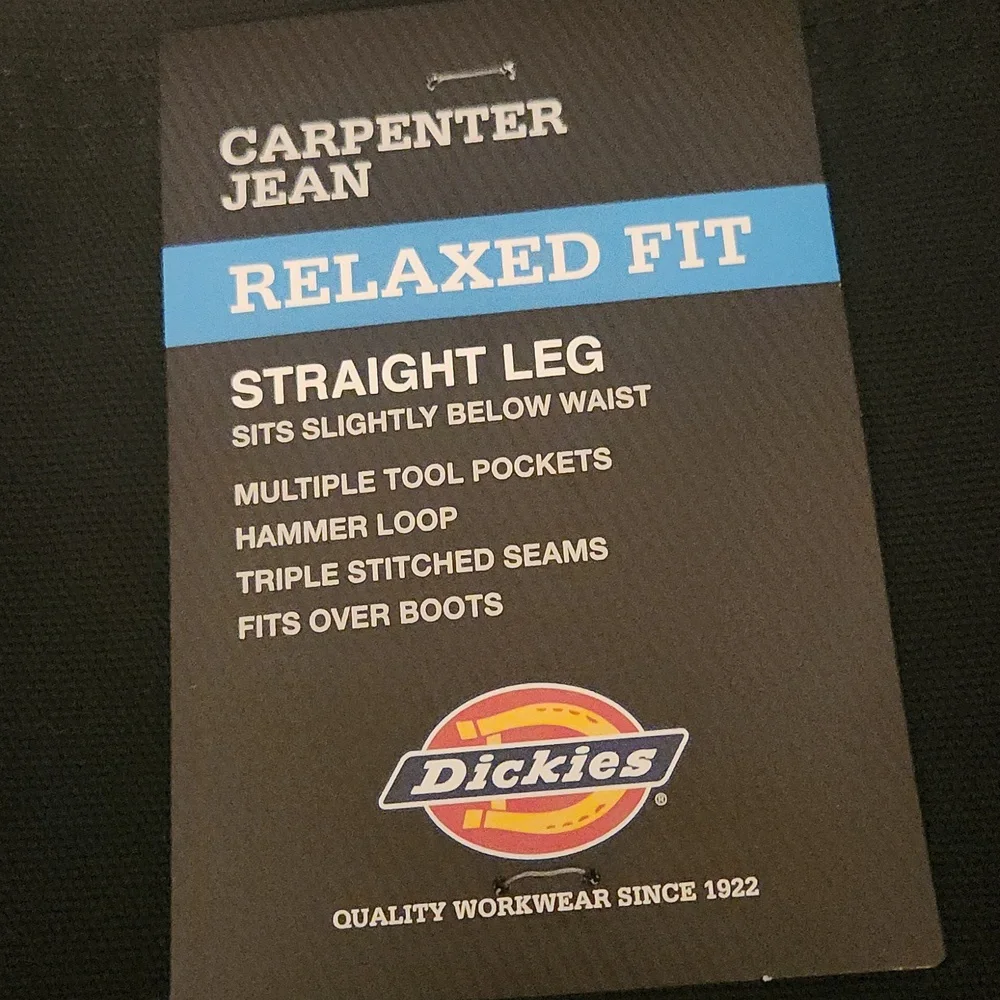 CARPENTER
JEAN
RELAXED FIT
STRAIGHT LEG
SITS SLIGHTLY BELOW WAIST
MULTIPLE TOOL POCKETS
HAMMER LOOP
TRIPLE STITCHED SEAMS
FITS OVER BOOTS
Dickies®
QUALITY WORKWEAR SINCE 1922